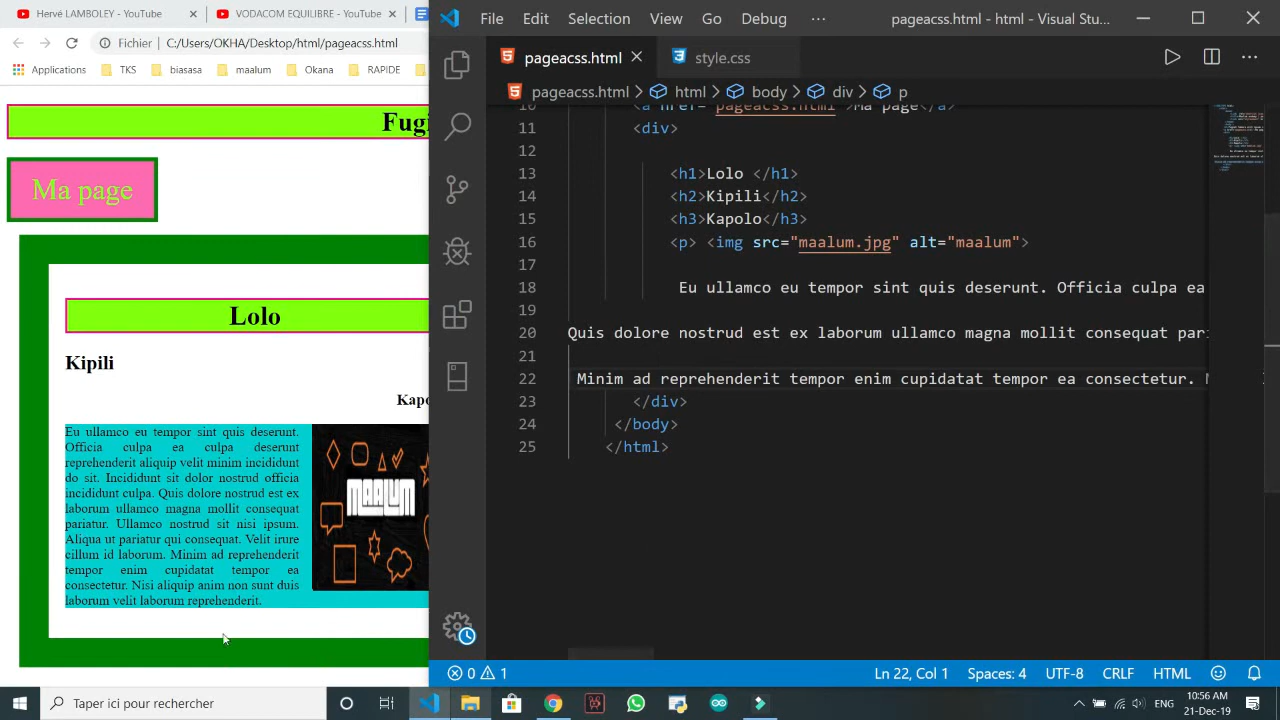 Hervé LAMBOLEY - YouTube
VODACOM EQUILIBRE - YouTube
Fichier | C:/Users/OKHA/Desktop/html/pageacss.html
Applications TKS biasasa maalum Okana RAPIDE
Ma page
Lolo
Kipili
Eu ullamco eu tempor sint quis deserunt.
Officia culpa ea culpa deserunt
reprehenderit aliquip velit minim incididunt
do sit. Incididunt sit dolor nostrud officia
incididunt culpa. Quis dolore nostrud est ex
laborum ullamco magna mollit consequat
pariatur. Ullamco nostrud sit nisi ipsum.
Aliqua ut pariatur qui consequat. Velit irure
cillum id laborum. Minim ad reprehenderit
tempor enim cupidatat tempor ea
consectetur. Nisi aliquip anim non sunt duis
laborum velit laborum reprehenderit.
MAALUM
File Edit Selection View Go Debug ··· pageacss.html - html - Visual Stu...
pageacss.html style.css
pageacss.html > html > body > div > p
10 <a href="pageacss.html">Ma page</a>
11 <div>
12
13 <h1>Lolo </h1>
14 <h2>Kipili</h2>
15 <h3>Kapolo</h3>
16 <p> <img src="maalum.jpg" alt="maalum">
17
18 Eu ullamco eu tempor sint quis deserunt. Officia culpa ea
19
20 Quis dolore nostrud est ex laborum ullamco magna mollit consequat pari
21
22 Minim ad reprehenderit tempor enim cupidatat tempor ea consectetur.
23 </div>
24 </body>
25 </html>
0 1 Ln 22, Col 1 Spaces: 4 UTF-8 CRLF HTML
Taper ici pour rechercher
ENG
10:56 AM
21-Dec-19